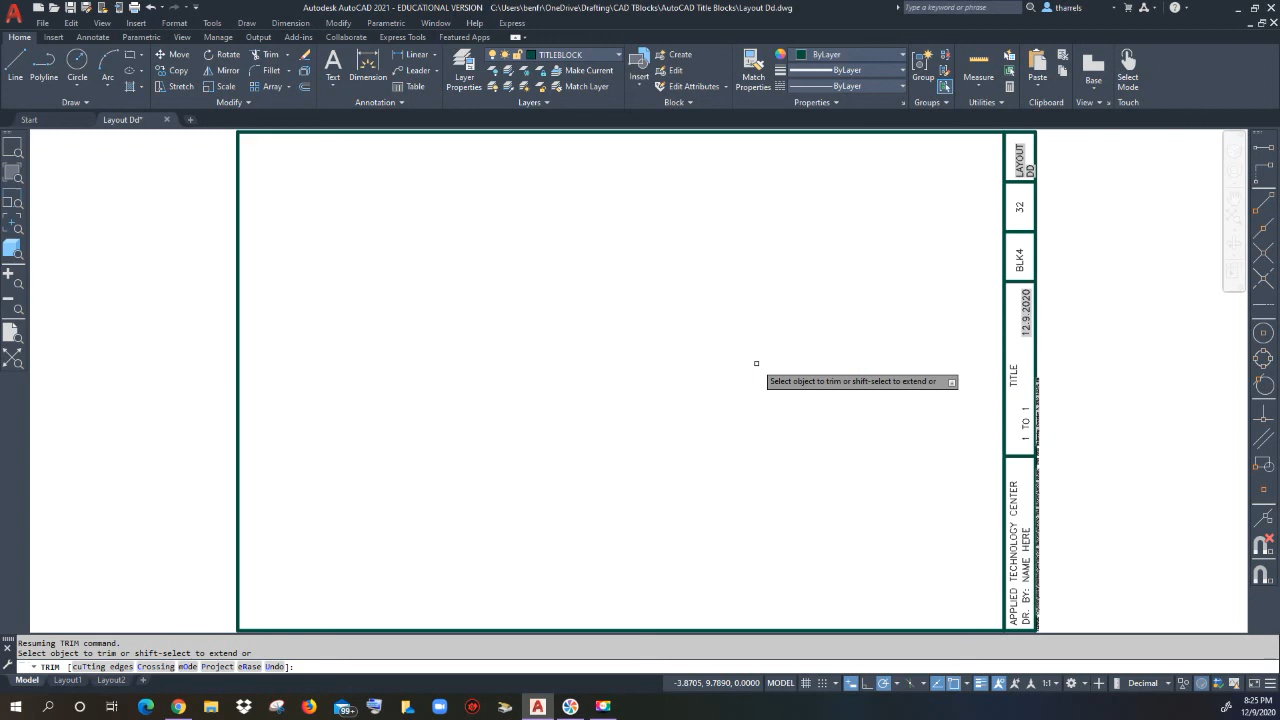 Autodesk AutoCAD 2021 - EDUCATIONAL VERSION C:\Users\benfr\OneDrive\Drafting\CAD TBlocks\AutoCAD Title Blocks\Layout Dd.dwg
Type a keyword or phrase
tharrels
File Edit View Insert Format Tools Draw Dimension Modify Parametric Window Help Express
Home Insert Annotate Parametric View Manage Output Add-ins Collaborate Express Tools Featured Apps
Move Rotate Trim Linear TITLEBLOCK Create ByLayer
Copy Mirror Fillet Leader Make Current Edit ByLayer
Stretch Scale Array Table Match Layer Edit Attributes ByLayer
Line Polyline Circle Arc Text Dimension Layer Properties Insert Match Properties Group Measure Paste Base Select Mode
Draw Modify Annotation Layers Block Properties Groups Utilities Clipboard View Touch
Start Layout Dd*
LAYOUT DD
32
BLK4
12.9.2020
TITLE
1 TO 1
APPLIED TECHNOLOGY CENTER
DR. BY: NAME HERE
Select object to trim or shift-select to extend or
Resuming TRIM command.
Select object to trim or shift-select to extend or
TRIM [cuTting edges Crossing mOde Project eRase Undo]:
Model Layout1 Layout2
-3.8705, 9.7890, 0.0000 MODEL 1:1 Decimal
99+
8:25 PM
12/9/2020